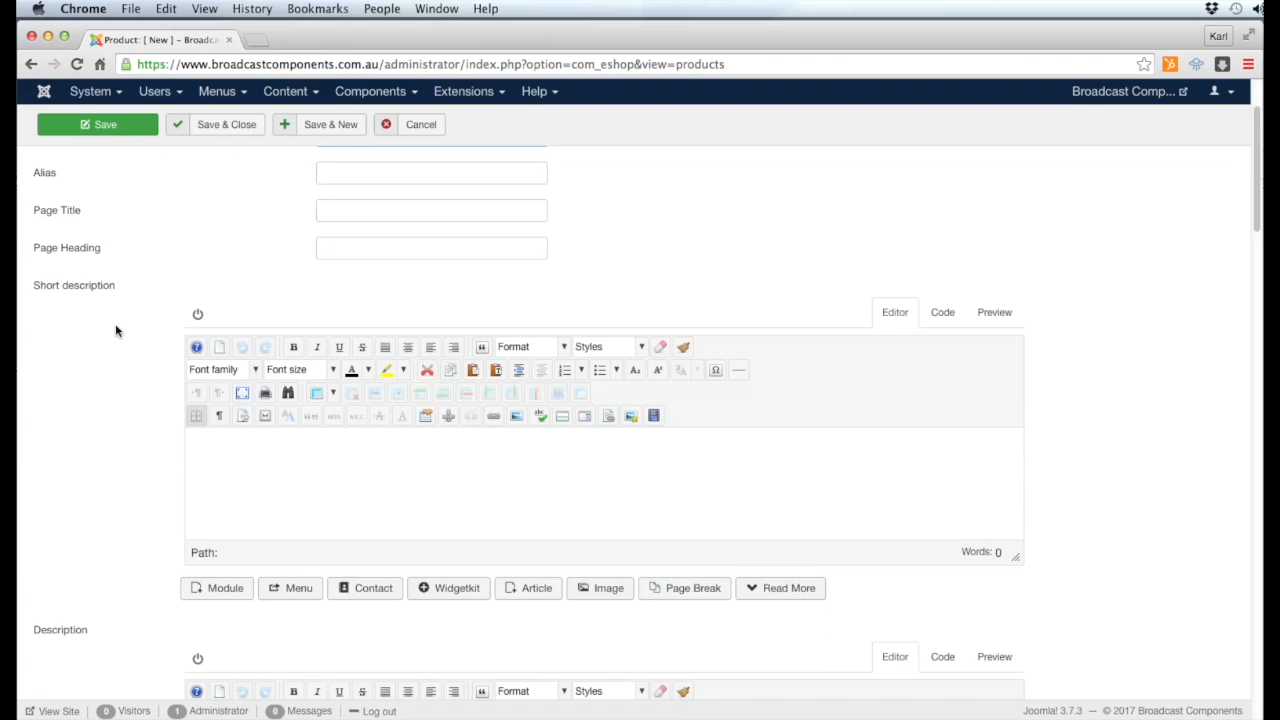 Chrome File Edit View History Bookmarks People Window Help
Product: [ New ] – Broadca
Karl
https://www.broadcastcomponents.com.au/administrator/index.php?option=com_eshop&view=products
System Users Menus Content Components Extensions Help Broadcast Comp...
Save Save & Close Save & New Cancel
Alias
Page Title
Page Heading
Short description
Editor Code Preview
B I U S Format Styles
Font family Font size A
Path: Words: 0
Module Menu Contact Widgetkit Article Image Page Break Read More
Description
Editor Code Preview
B I U S Format Styles
View Site 0 Visitors 1 Administrator 0 Messages Log out Joomla! 3.7.3 — © 2017 Broadcast Components